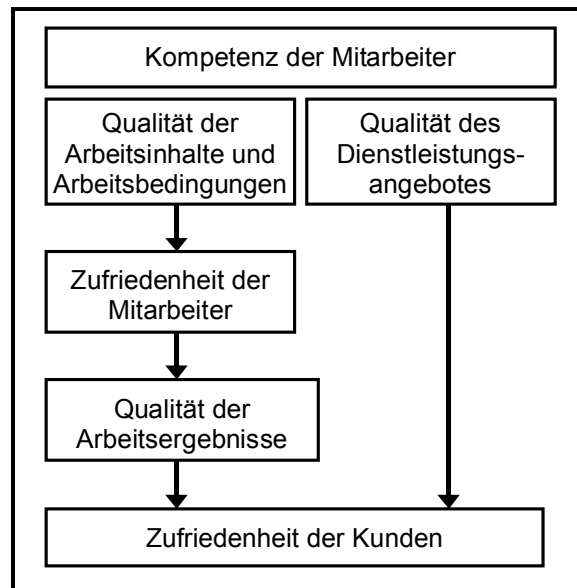 Kompetenz der Mitarbeiter
Qualität der
Arbeitsinhalte und
Arbeitsbedingungen
Qualität des
Dienstleistungs-
angebotes
Zufriedenheit der
Mitarbeiter
Qualität der
Arbeitsergebnisse
Zufriedenheit der Kunden